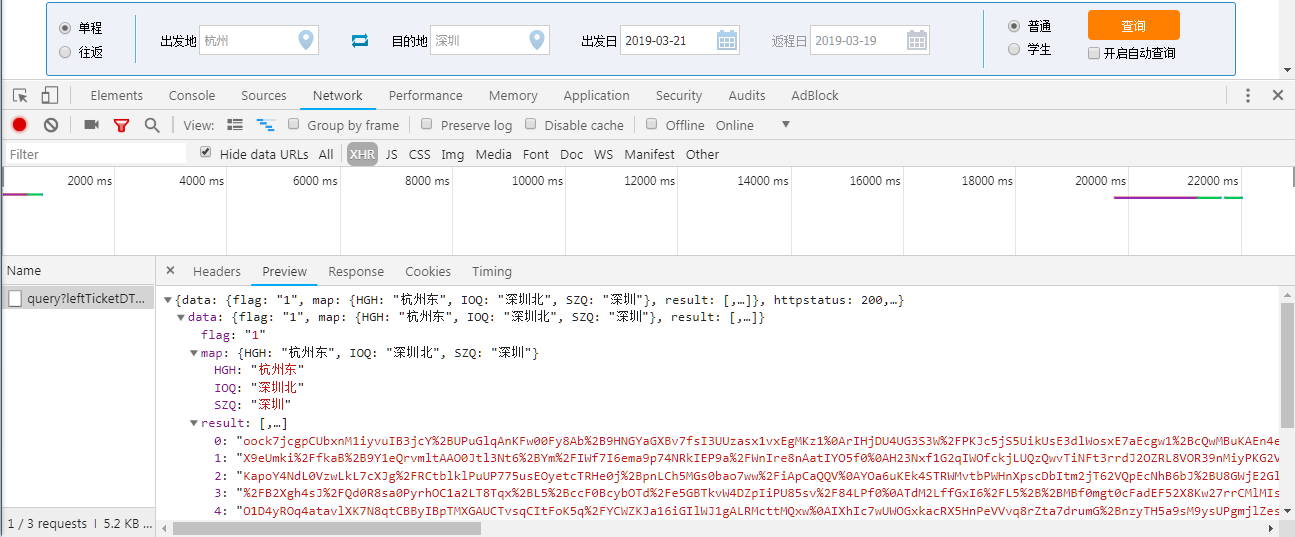 单程 出发地 杭州 目的地 深圳 出发日 2019-03-21 返程日 2019-03-19 普通 查询
往返 学生 开启自动查询
Elements Console Sources Network Performance Memory Application Security Audits AdBlock
View: Group by frame Preserve log Disable cache Offline Online
Filter Hide data URLs All XHR JS CSS Img Media Font Doc WS Manifest Other
2000 ms 4000 ms 6000 ms 8000 ms 10000 ms 12000 ms 14000 ms 16000 ms 18000 ms 20000 ms 22000 ms
Name Headers Preview Response Cookies Timing
query?leftTicketDT...
{data: {flag: "1", map: {HGH: "杭州东", IOQ: "深圳北", SZQ: "深圳"}, result: [,…]}, httpstatus: 200,…}
data: {flag: "1", map: {HGH: "杭州东", IOQ: "深圳北", SZQ: "深圳"}, result: [,…]}
flag: "1"
map: {HGH: "杭州东", IOQ: "深圳北", SZQ: "深圳"}
HGH: "杭州东"
IOQ: "深圳北"
SZQ: "深圳"
result: [,…]
0: "oock7jcgpCUbxnM1iyvuIB3jcY%2BUPuGlqAnKFw00Fy8Ab%2B9HNGYaGXBv7fsI3UUzasx1vxEgMKz1%0ArIHjDU4UG3S3W%2FPKJc5jS5UikUsE3dlWosxE7aEcgw1%2BcQwMBuKAEn4e
1: "X9eUmki%2FfkaB%2B9Y1eQrvmltAAO0Jtl3Nt6%2BYm%2FIWf7I6ema9p74NRkIEP9a%2FWnIre8nAatIYO5f0%0AH23Nxf1G2qIWOfckjLUQzQwvTiNFt3rrdJ2OZRL8VOR39nMiyPKG2V
2: "KapoY4NdL0VzwLkL7cXJg%2FRCtblklPuUP775usEOyetcTRHe0j%2BpnLCh5MGs0bao7ww%2FiApCaQQV%0AYOa6uKEk4STRWMvtbPWHnXpscDbItm2jT62VQpEcNhB6bJ%2BU8GWjE2Gl
3: "%2FB2Xgh4sJ%2FQd0R8sa0PyrhOC1a2LT8Tqx%2BL5%2BccF0BcybOTd%2Fe5GBTkvW4DZpIiPU85sv%2F84LPf0%0ATdM2LffGxI6%2FL5%2B%2BMBf0mgt0cFadEF52X8Kw27rrCMlMIs
4: "O1D4yROq4atavlXK7N8qtCBByIBpTMXGAUCTvsqCItFoK5q%2FYCWZKJa16iGIlWJ1gALRMcttMQxw%0AIXhIc7wUWOGxkacRX5HnPeVVvq8rZta7drumG%2BnzyTH5a9sM9ysUPgmjlZes
1 / 3 requests | 5.2 KB ...